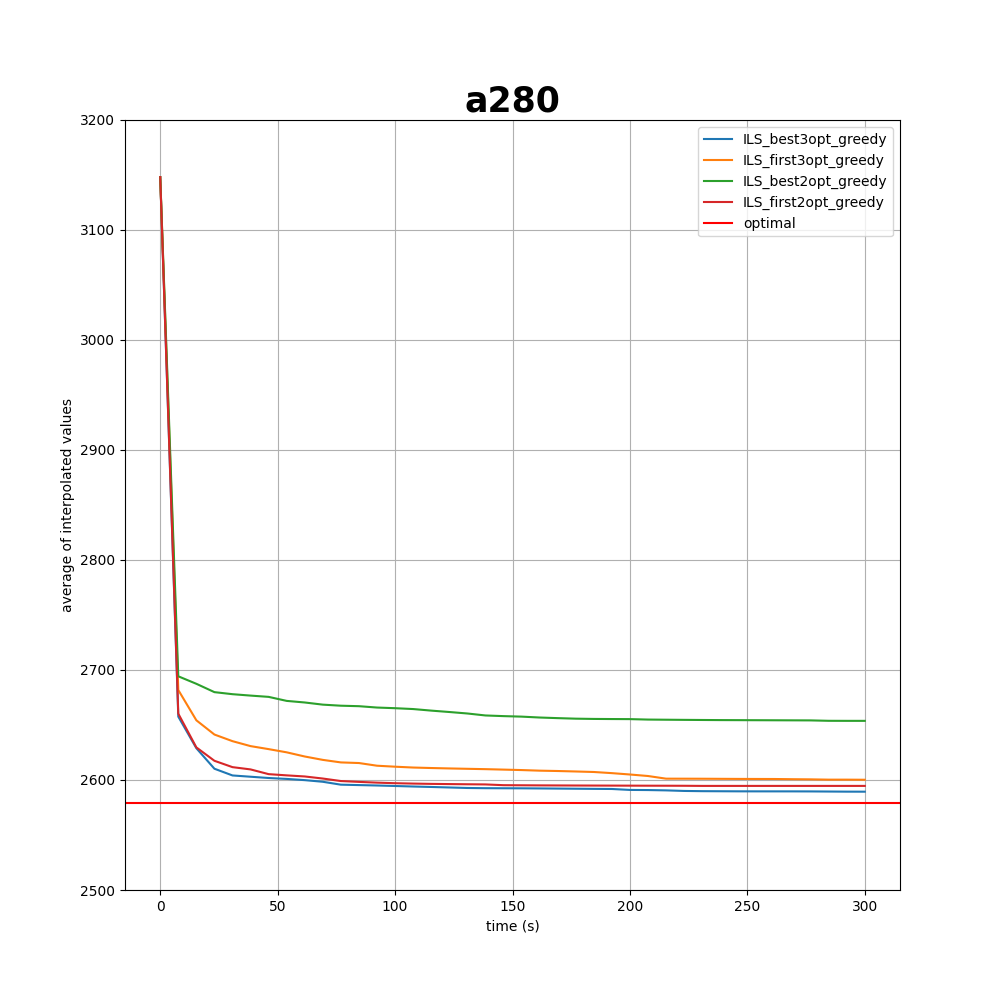 a280
3200
3100
3000
2900
2800
2700
2600
2500
average of interpolated values
ILS_best3opt_greedy
ILS_first3opt_greedy
ILS_best2opt_greedy
ILS_first2opt_greedy
optimal
0 50 100 150 200 250 300
time (s)